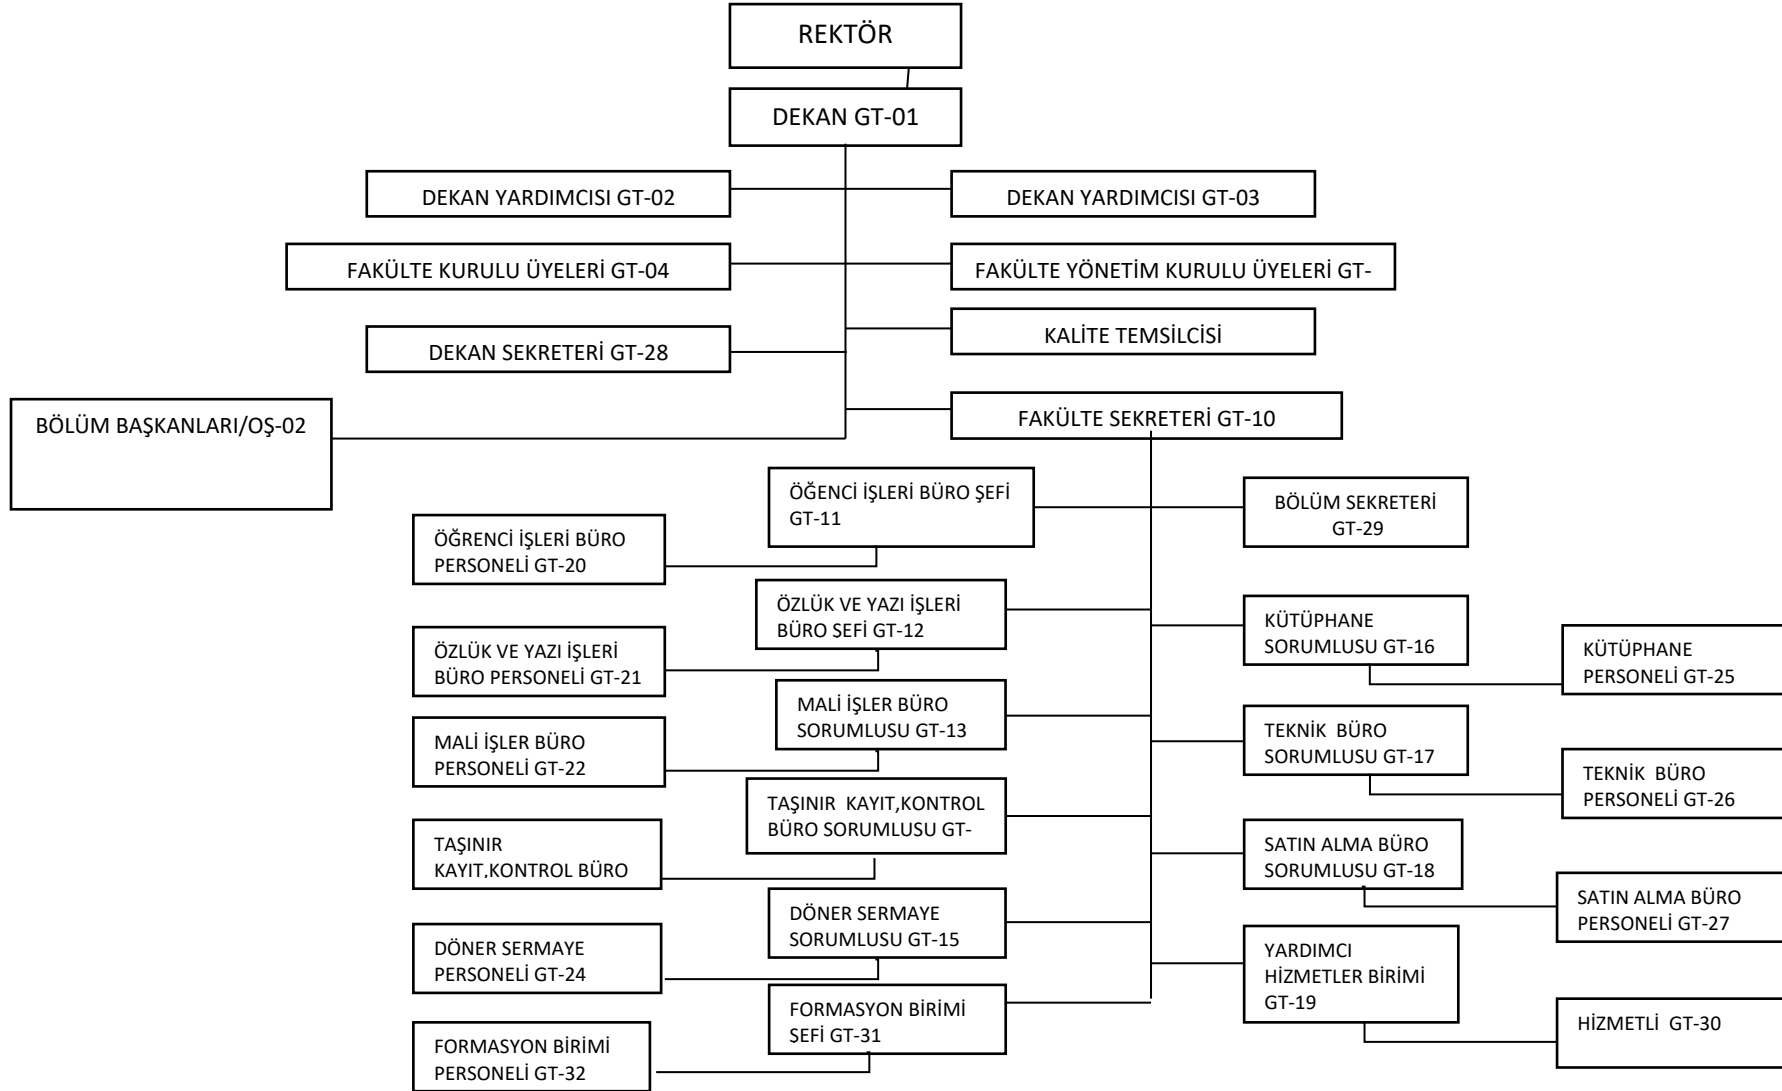 REKTÖR
DEKAN GT-01
DEKAN YARDIMCISI GT-02
DEKAN YARDIMCISI GT-03
FAKÜLTE KURULU ÜYELERİ GT-04
FAKÜLTE YÖNETİM KURULU ÜYELERİ GT-
KALİTE TEMSİLCİSİ
DEKAN SEKRETERİ GT-28
BÖLÜM BAŞKANLARI/OŞ-02
FAKÜLTE SEKRETERİ GT-10
ÖĞENCİ İŞLERİ BÜRO ŞEFİ
GT-11
BÖLÜM SEKRETERİ
GT-29
ÖĞRENCİ İŞLERİ BÜRO
PERSONELİ GT-20
ÖZLÜK VE YAZI İŞLERİ
BÜRO ŞEFİ GT-12
KÜTÜPHANE
SORUMLUSU GT-16
ÖZLÜK VE YAZI İŞLERİ
BÜRO PERSONELİ GT-21
KÜTÜPHANE
PERSONELİ GT-25
MALİ İŞLER BÜRO
SORUMLUSU GT-13
TEKNİK BÜRO
SORUMLUSU GT-17
MALİ İŞLER BÜRO
PERSONELİ GT-22
TEKNİK BÜRO
PERSONELİ GT-26
TAŞINIR KAYIT,KONTROL
BÜRO SORUMLUSU GT-
TAŞINIR
KAYIT,KONTROL BÜRO
SATIN ALMA BÜRO
SORUMLUSU GT-18
SATIN ALMA BÜRO
PERSONELİ GT-27
DÖNER SERMAYE
SORUMLUSU GT-15
DÖNER SERMAYE
PERSONELİ GT-24
YARDIMCI
HİZMETLER BİRİMİ
GT-19
FORMASYON BİRİMİ
ŞEFİ GT-31
HİZMETLİ GT-30
FORMASYON BİRİMİ
PERSONELİ GT-32